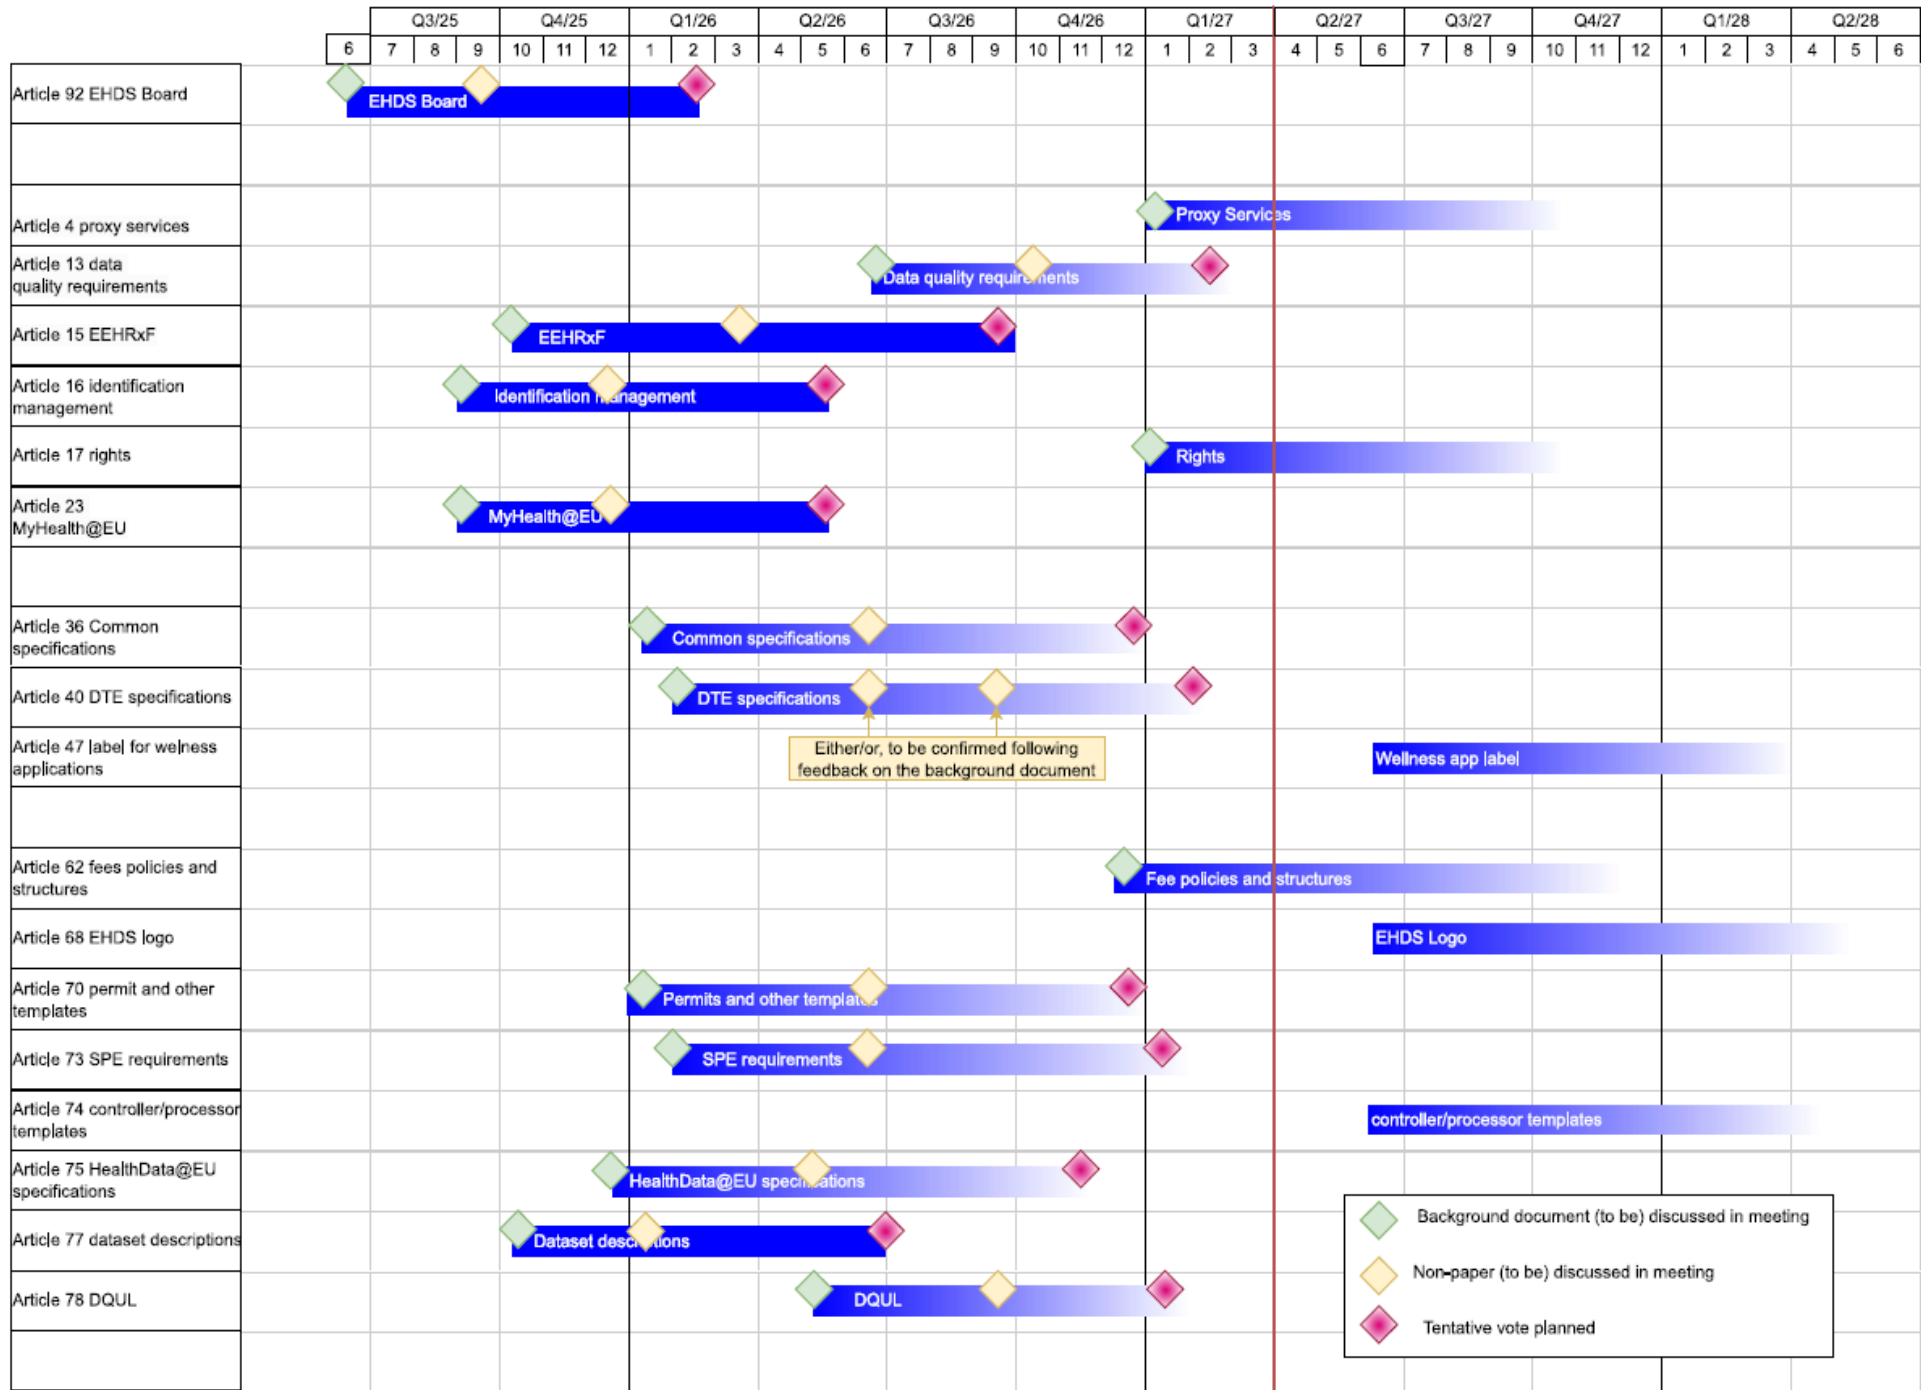 Q3/25 Q4/25 Q1/26 Q2/26 Q3/26 Q4/26 Q1/27 Q2/27 Q3/27 Q4/27 Q1/28 Q2/28
6 7 8 9 10 11 12 1 2 3 4 5 6 7 8 9 10 11 12 1 2 3 4 5 6 7 8 9 10 11 12 1 2 3 4 5 6
Article 92 EHDS Board
EHDS Board
Article 4 proxy services
Proxy Services
Article 13 data
quality requirements
Data quality requirements
Article 15 EEHRxF
EEHRxF
Article 16 identification
management
Identification management
Article 17 rights
Rights
Article 23
MyHealth@EU
MyHealth@EU
Article 36 Common
specifications
Common specifications
Article 40 DTE specifications
DTE specifications
Either/or, to be confirmed following
feedback on the background document
Article 47 label for welness
applications
Wellness app label
Article 62 fees policies and
structures
Fee policies and structures
Article 68 EHDS logo
EHDS Logo
Article 70 permit and other
templates
Permits and other templates
Article 73 SPE requirements
SPE requirements
Article 74 controller/processor
templates
controller/processor templates
Article 75 HealthData@EU
specifications
HealthData@EU specifications
Article 77 dataset descriptions
Dataset descriptions
Article 78 DQUL
DQUL
Background document (to be) discussed in meeting
Non-paper (to be) discussed in meeting
Tentative vote planned